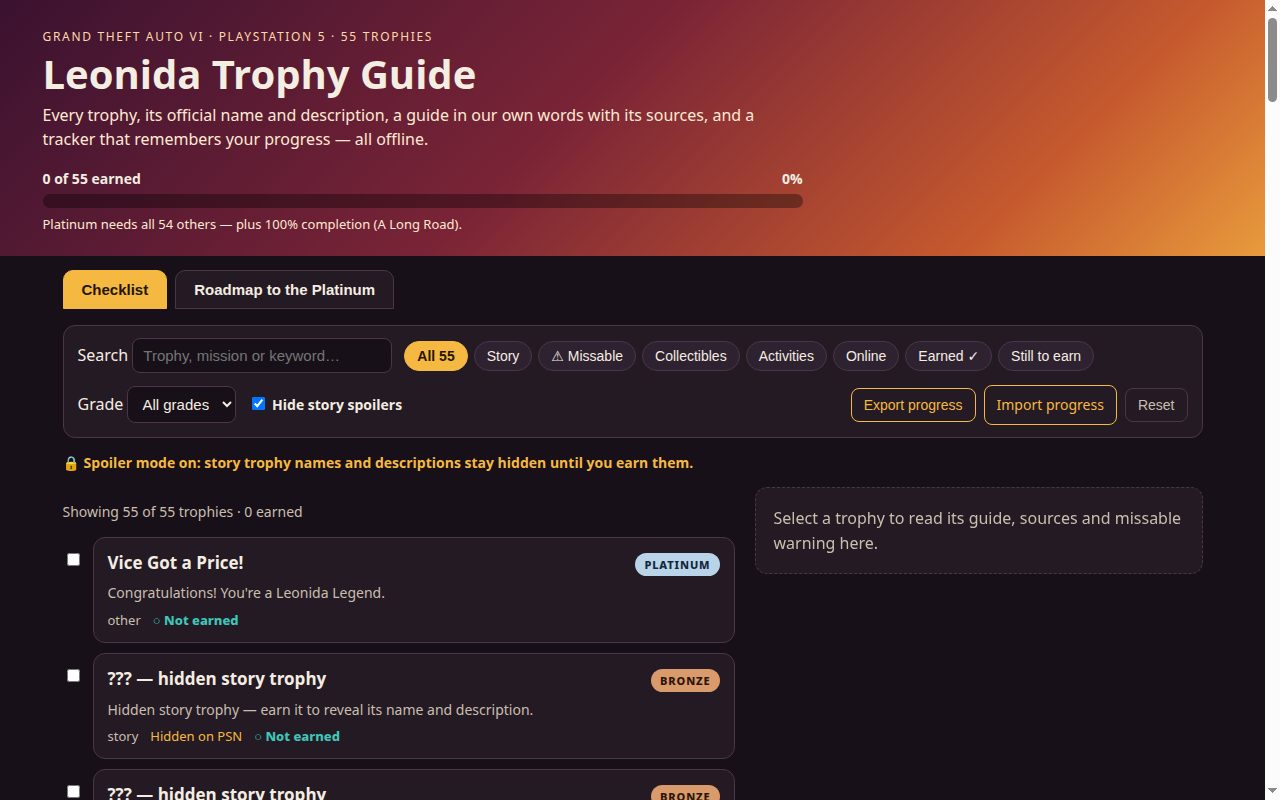 GRAND THEFT AUTO VI · PLAYSTATION 5 · 55 TROPHIES
Leonida Trophy Guide
Every trophy, its official name and description, a guide in our own words with its sources, and a
tracker that remembers your progress — all offline.
0 of 55 earned 0%
Platinum needs all 54 others — plus 100% completion (A Long Road).
Checklist Roadmap to the Platinum
Search Trophy, mission or keyword… All 55 Story ⚠ Missable Collectibles Activities Online Earned ✓ Still to earn
Grade All grades Hide story spoilers Export progress Import progress Reset
🔒 Spoiler mode on: story trophy names and descriptions stay hidden until you earn them.
Showing 55 of 55 trophies · 0 earned
Select a trophy to read its guide, sources and missable
warning here.
Vice Got a Price! PLATINUM
Congratulations! You're a Leonida Legend.
other ○ Not earned
??? — hidden story trophy BRONZE
Hidden story trophy — earn it to reveal its name and description.
story Hidden on PSN ○ Not earned
??? — hidden story trophy BRONZE